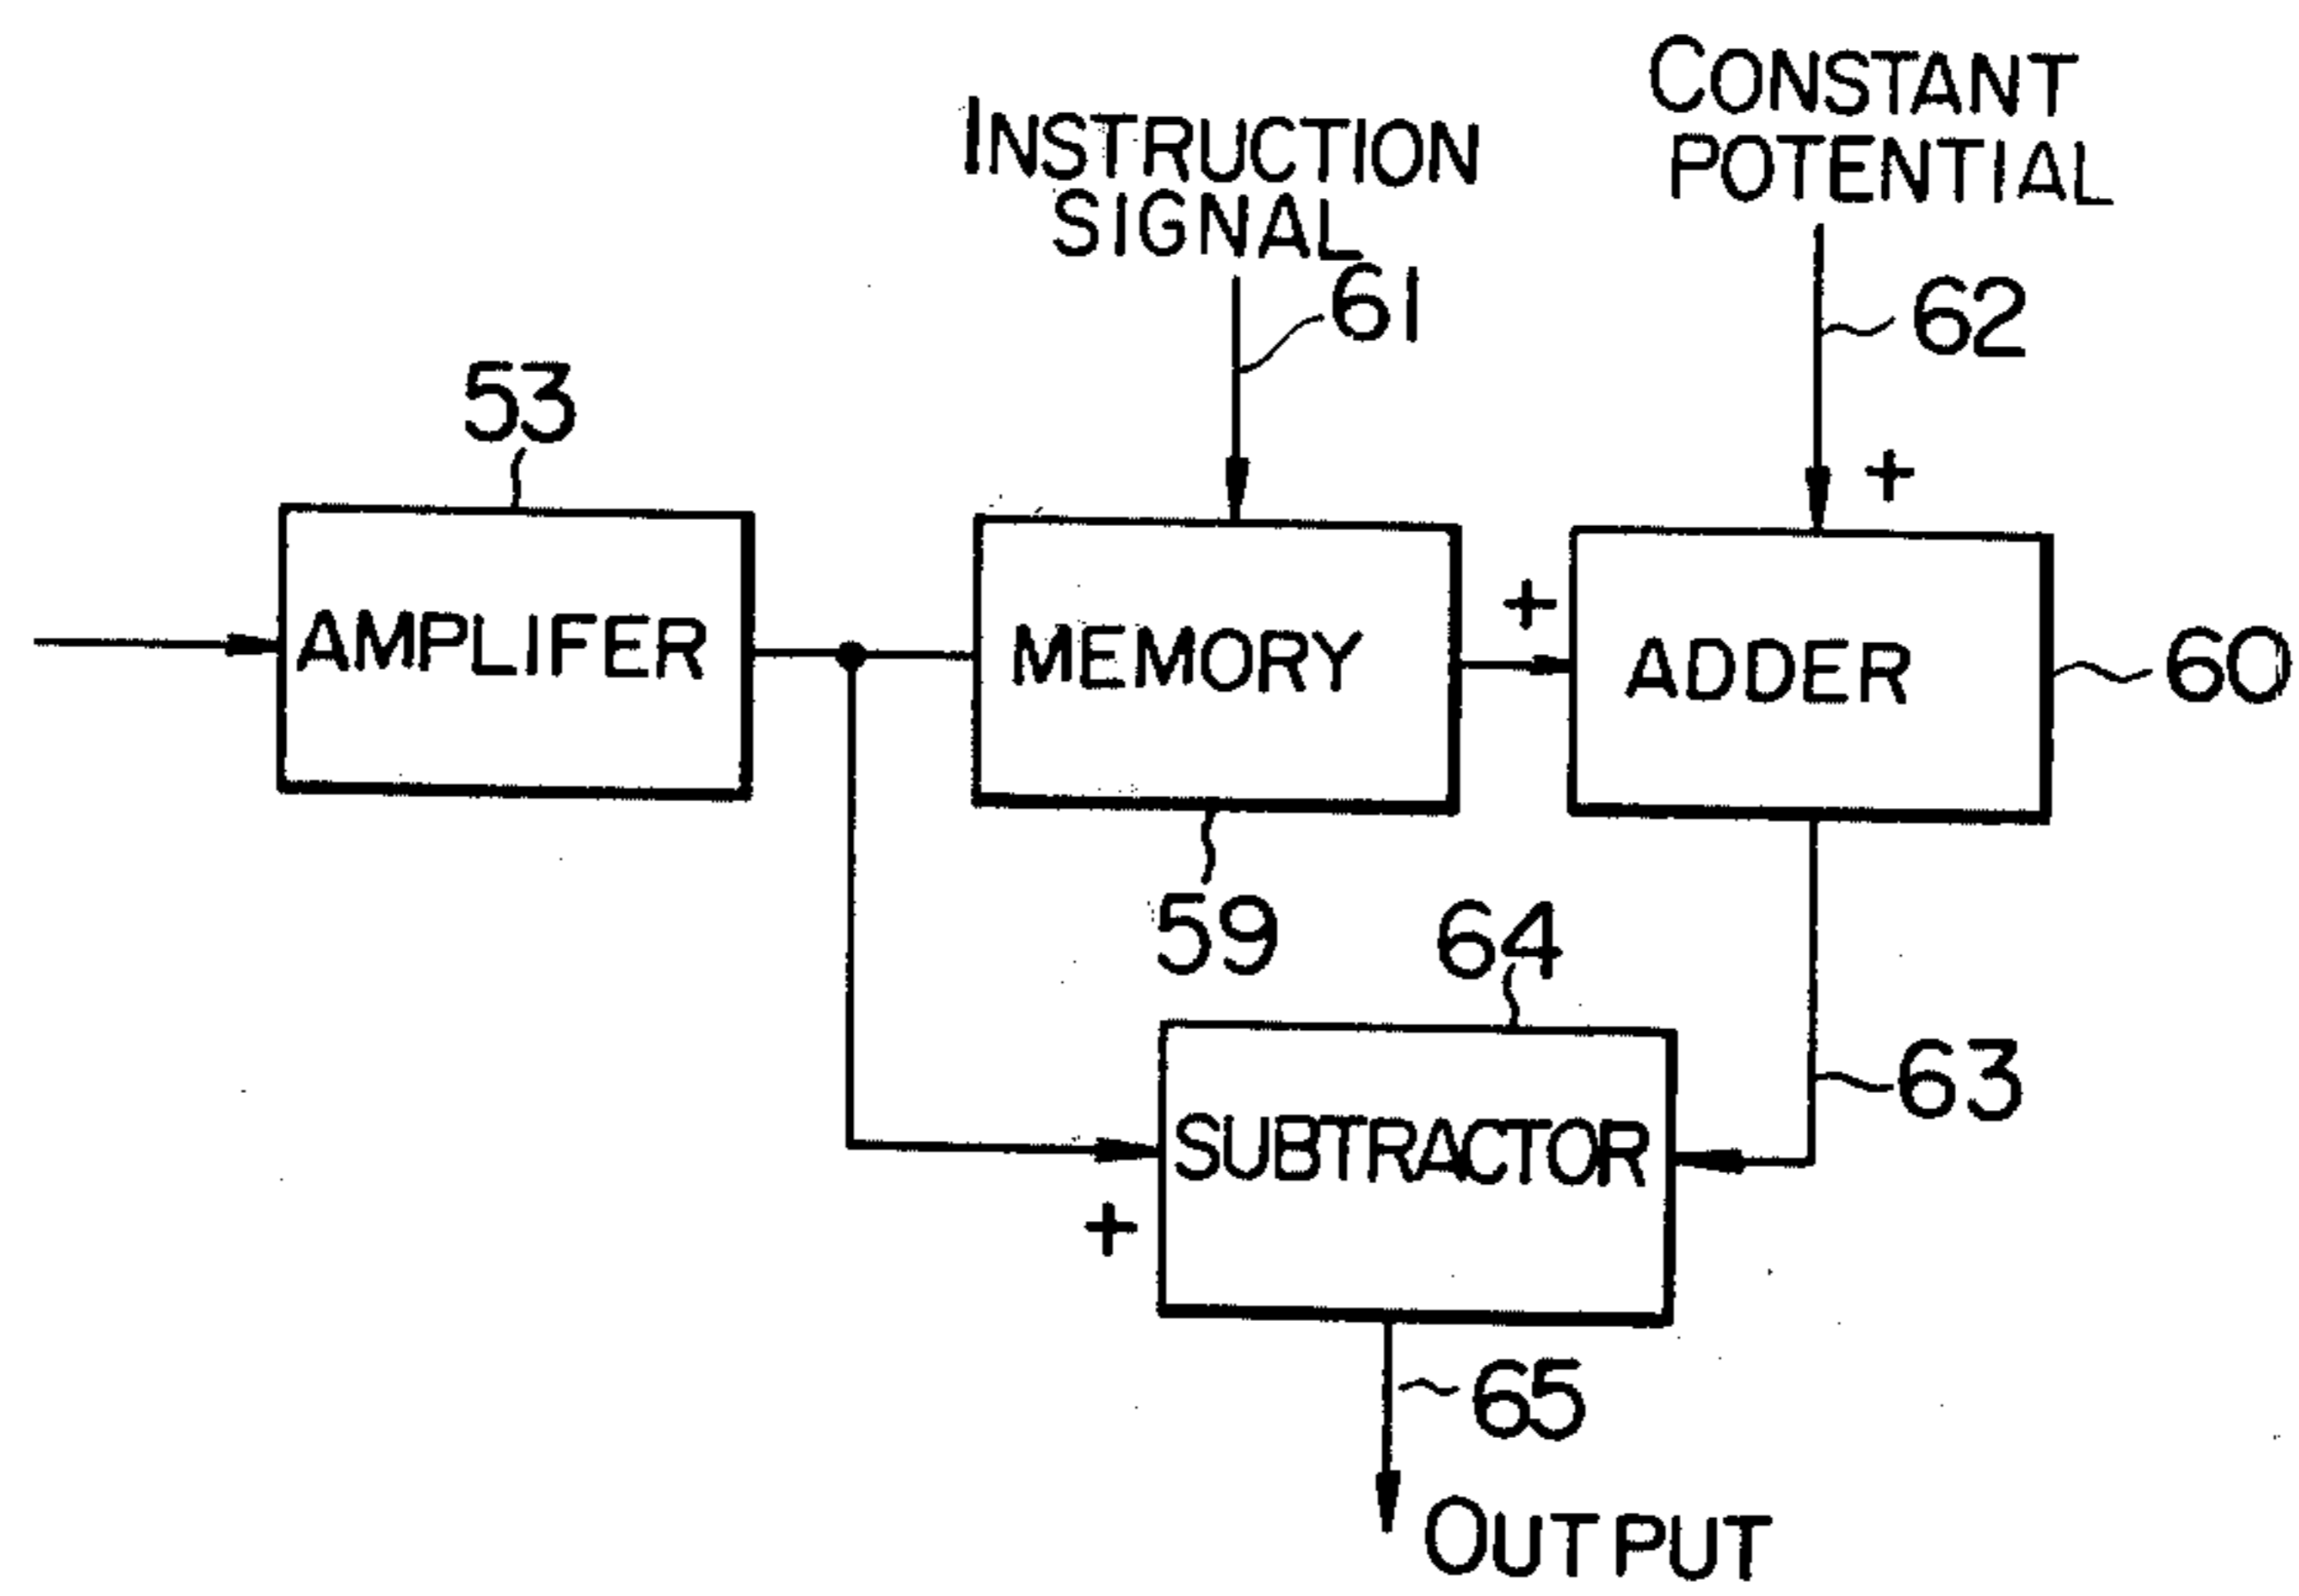 CONSTANT
POTENTIAL
INSTRUCTION
SIGNAL
61
62
53
+
+
AMPLIFER
MEMORY
ADDER
60
59
64
63
SUBTRACTOR
+
65
OUTPUT